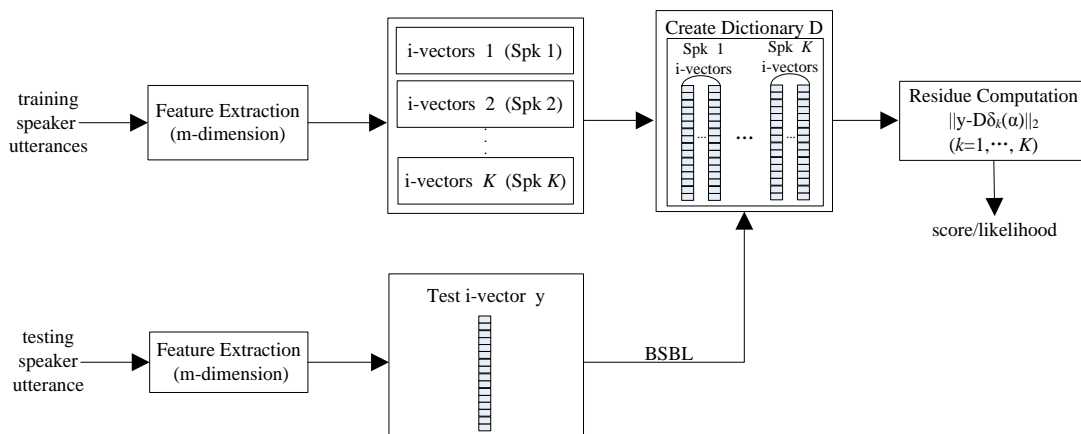 training
speaker
utterances
Feature Extraction
(m-dimension)
i-vectors 1 (Spk 1)
i-vectors 2 (Spk 2)
⋮
i-vectors K (Spk K)
Create Dictionary D
Spk 1
i-vectors
Spk K
i-vectors
...
...
...
Residue Computation
||y-Dδₖ(α)||₂
(k=1,⋯, K)
score/likelihood
testing
speaker
utterance
Feature Extraction
(m-dimension)
Test i-vector y
BSBL